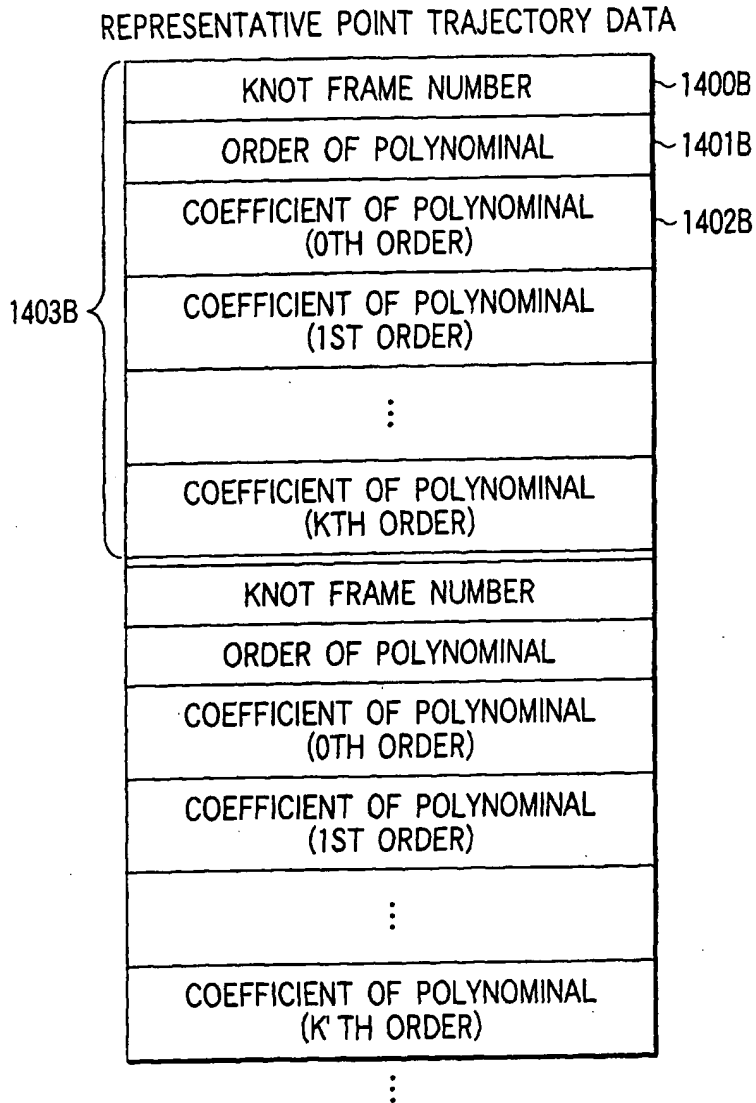 REPRESENTATIVE POINT TRAJECTORY DATA
KNOT FRAME NUMBER
1400B
ORDER OF POLYNOMINAL
1401B
COEFFICIENT OF POLYNOMINAL
(0TH ORDER)
1402B
1403B
COEFFICIENT OF POLYNOMINAL
(1ST ORDER)
⋮
COEFFICIENT OF POLYNOMINAL
(KTH ORDER)
KNOT FRAME NUMBER
ORDER OF POLYNOMINAL
COEFFICIENT OF POLYNOMINAL
(0TH ORDER)
COEFFICIENT OF POLYNOMINAL
(1ST ORDER)
⋮
COEFFICIENT OF POLYNOMINAL
(K'TH ORDER)
⋮